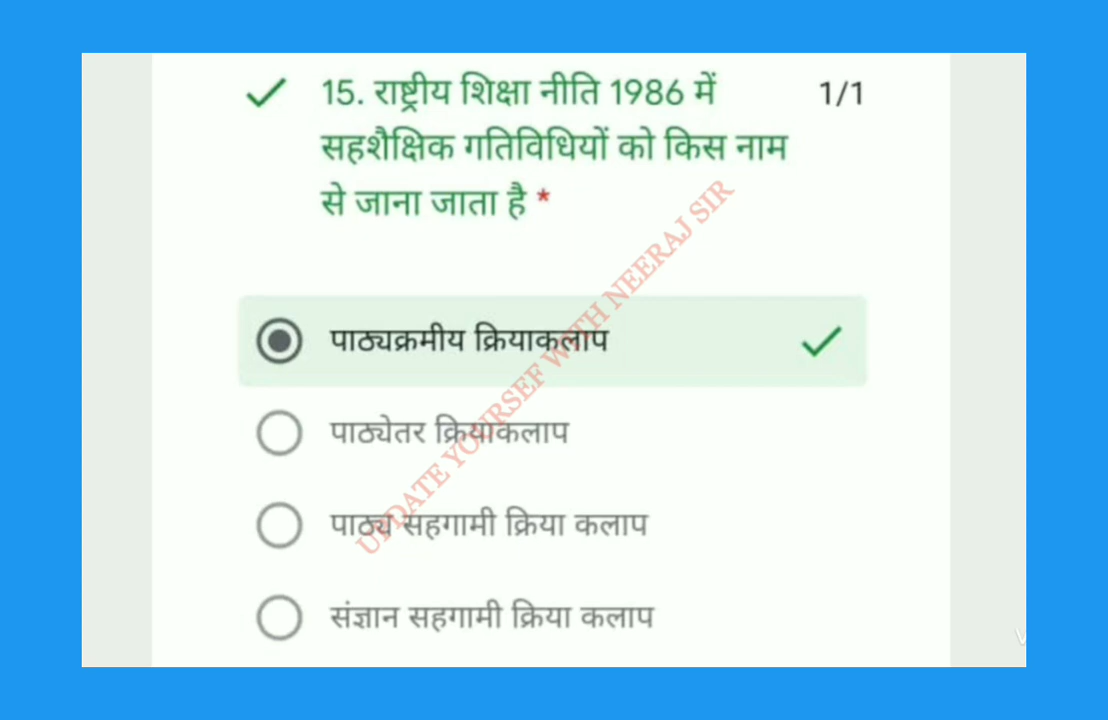 15. राष्ट्रीय शिक्षा नीति 1986 में 1/1
सहशैक्षिक गतिविधियों को किस नाम
से जाना जाता है *
पाठ्यक्रमीय क्रियाकलाप
पाठ्येतर क्रियाकलाप
पाठ्य सहगामी क्रिया कलाप
संज्ञान सहगामी क्रिया कलाप
UPDATE YOURSEF WITH NEERAJ SIR